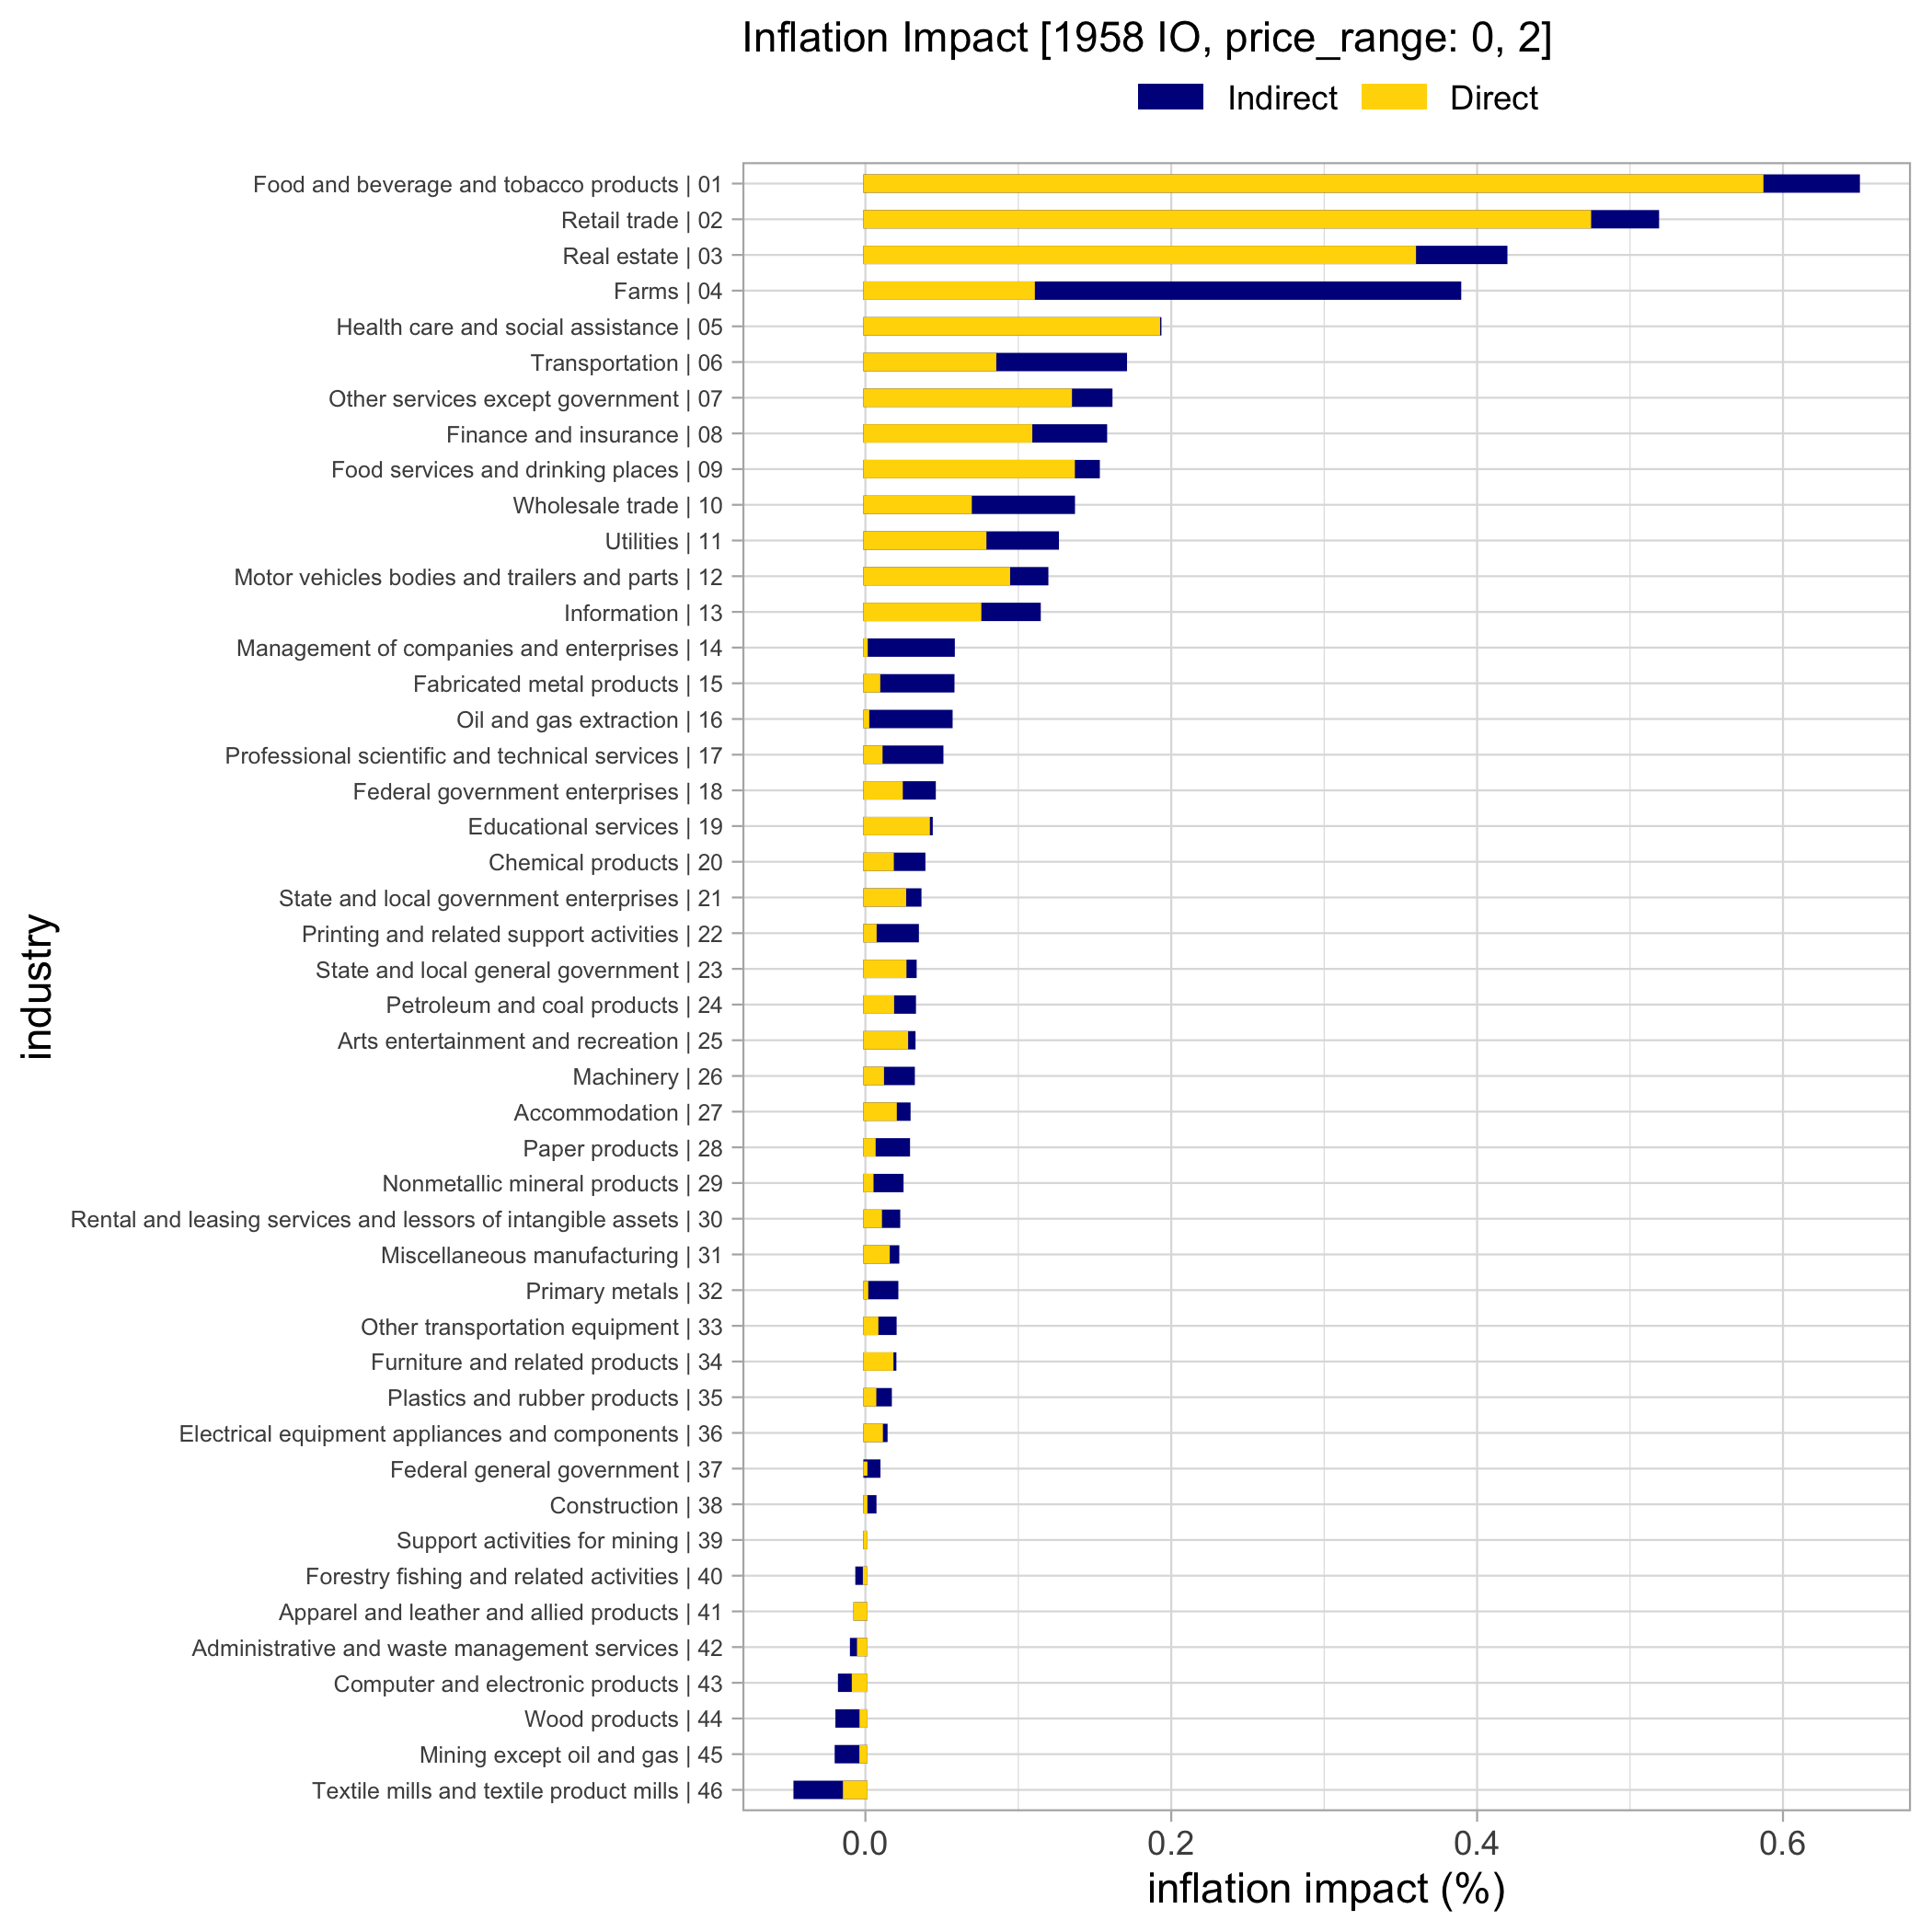 Inflation Impact [1958 IO, price_range: 0, 2]
Indirect Direct
Food and beverage and tobacco products | 01
Retail trade | 02
Real estate | 03
Farms | 04
Health care and social assistance | 05
Transportation | 06
Other services except government | 07
Finance and insurance | 08
Food services and drinking places | 09
Wholesale trade | 10
Utilities | 11
Motor vehicles bodies and trailers and parts | 12
Information | 13
Management of companies and enterprises | 14
Fabricated metal products | 15
Oil and gas extraction | 16
Professional scientific and technical services | 17
Federal government enterprises | 18
Educational services | 19
Chemical products | 20
State and local government enterprises | 21
Printing and related support activities | 22
State and local general government | 23
Petroleum and coal products | 24
Arts entertainment and recreation | 25
Machinery | 26
Accommodation | 27
Paper products | 28
Nonmetallic mineral products | 29
Rental and leasing services and lessors of intangible assets | 30
Miscellaneous manufacturing | 31
Primary metals | 32
Other transportation equipment | 33
Furniture and related products | 34
Plastics and rubber products | 35
Electrical equipment appliances and components | 36
Federal general government | 37
Construction | 38
Support activities for mining | 39
Forestry fishing and related activities | 40
Apparel and leather and allied products | 41
Administrative and waste management services | 42
Computer and electronic products | 43
Wood products | 44
Mining except oil and gas | 45
Textile mills and textile product mills | 46
industry
0.0 0.2 0.4 0.6
inflation impact (%)